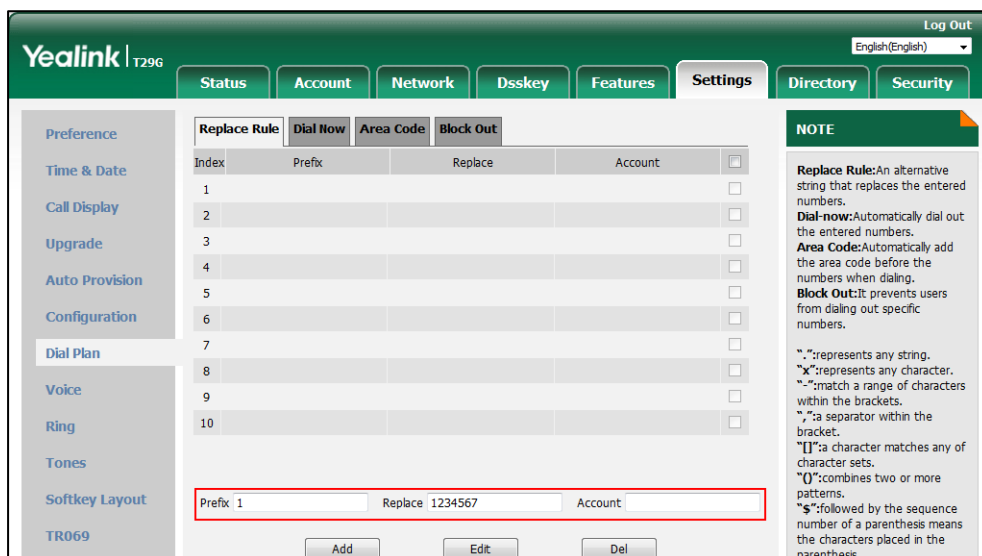 Log Out
Yealink | T29G
English(English)
Status Account Network Dsskey Features Settings Directory Security
Preference
Time & Date
Call Display
Upgrade
Auto Provision
Configuration
Dial Plan
Voice
Ring
Tones
Softkey Layout
TR069
Replace Rule Dial Now Area Code Block Out
Index Prefix Replace Account
1
2
3
4
5
6
7
8
9
10
Prefix 1 Replace 1234567 Account
Add Edit Del
NOTE
Replace Rule:An alternative
string that replaces the entered
numbers.
Dial-now:Automatically dial out
the entered numbers.
Area Code:Automatically add
the area code before the
numbers when dialing.
Block Out:It prevents users
from dialing out specific
numbers.
".":represents any string.
"x":represents any character.
"-":match a range of characters
within the brackets.
",":a separator within the
bracket.
"[]":a character matches any of
character sets.
"()":combines two or more
patterns.
"$":followed by the sequence
number of a parenthesis means
the characters placed in the
parenthesis.